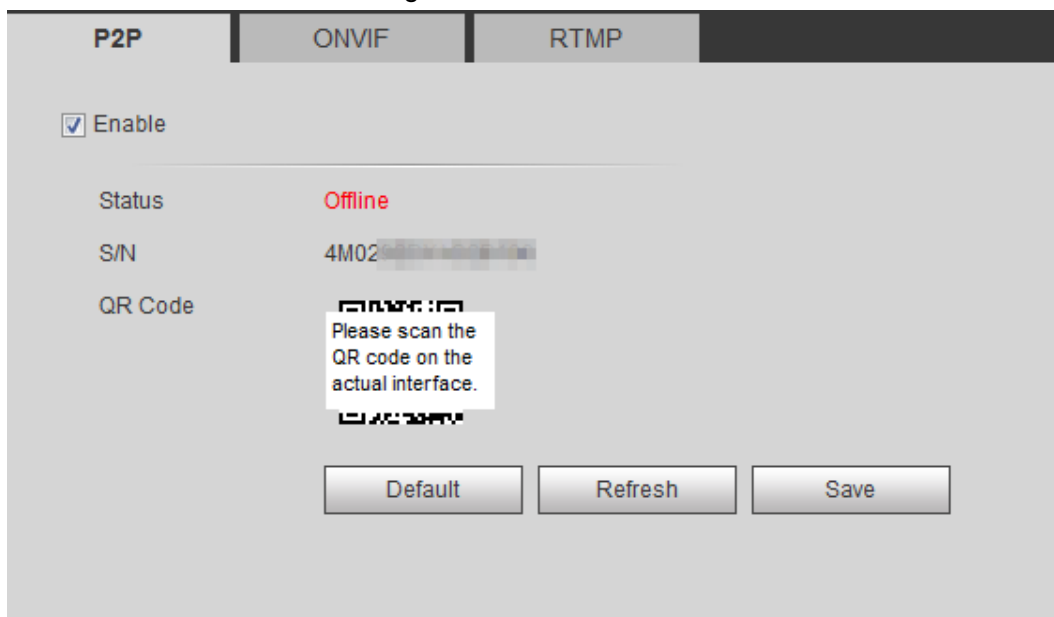 P2P ONVIF RTMP
Enable
Status Offline
S/N 4M02
QR Code
Please scan the
QR code on the
actual interface.
Default Refresh Save